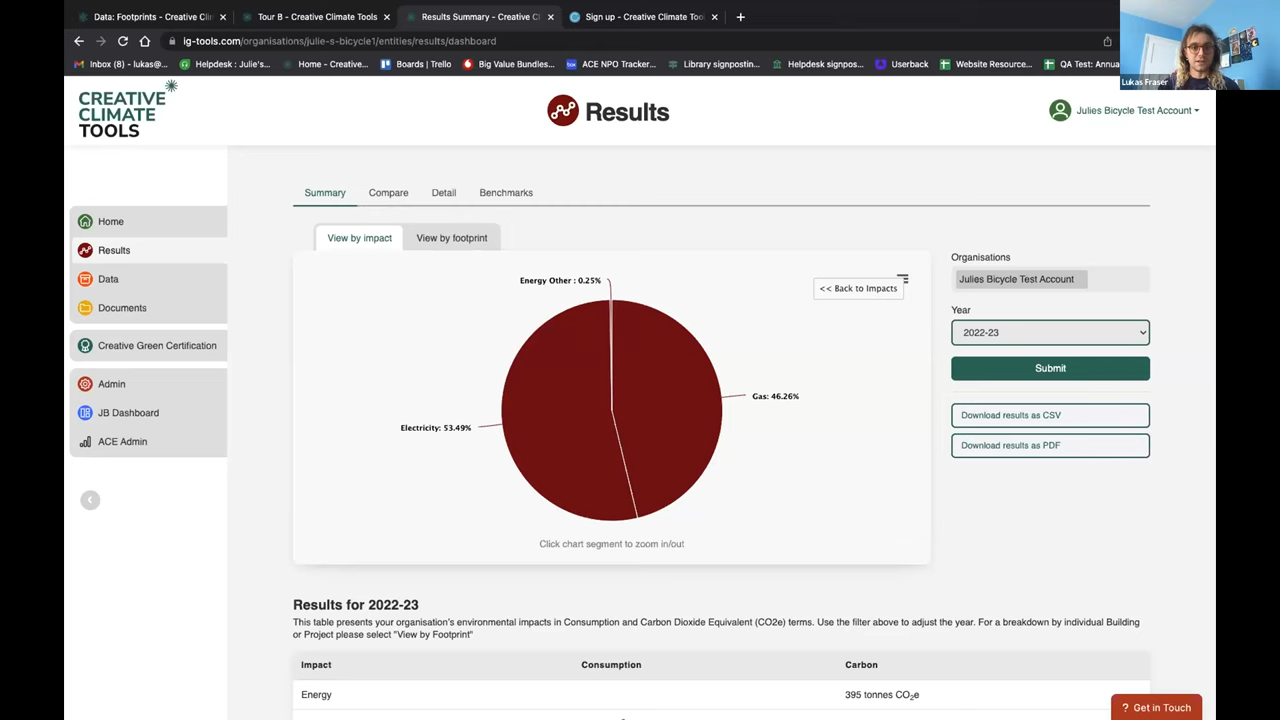 Data: Footprints - Creative Clim
Tour B - Creative Climate Tools
Results Summary - Creative C
Sign up - Creative Climate Tool
ig-tools.com/organisations/julie-s-bicycle1/entities/results/dashboard
Inbox (8) - lukas@...
Helpdesk : Julie's...
Home - Creative...
Boards | Trello
Big Value Bundles...
ACE NPO Tracker...
Library signposting...
Helpdesk signpos...
Userback
Website Resource...
QA Test: Annua
Lukas Fraser
CREATIVE
CLIMATE
TOOLS
Results
Julies Bicycle Test Account
Summary
Compare
Detail
Benchmarks
Home
Results
Data
Documents
Creative Green Certification
Admin
JB Dashboard
ACE Admin
View by impact
View by footprint
Energy Other : 0.25%
<< Back to Impacts
Gas: 46.26%
Electricity: 53.49%
Click chart segment to zoom in/out
Organisations
Julies Bicycle Test Account
Year
2022-23
Submit
Download results as CSV
Download results as PDF
Results for 2022-23
This table presents your organisation's environmental impacts in Consumption and Carbon Dioxide Equivalent (CO2e) terms. Use the filter above to adjust the year. For a breakdown by individual Building
or Project please select "View by Footprint"
Impact
Consumption
Carbon
Energy
395 tonnes CO₂e
? Get in Touch